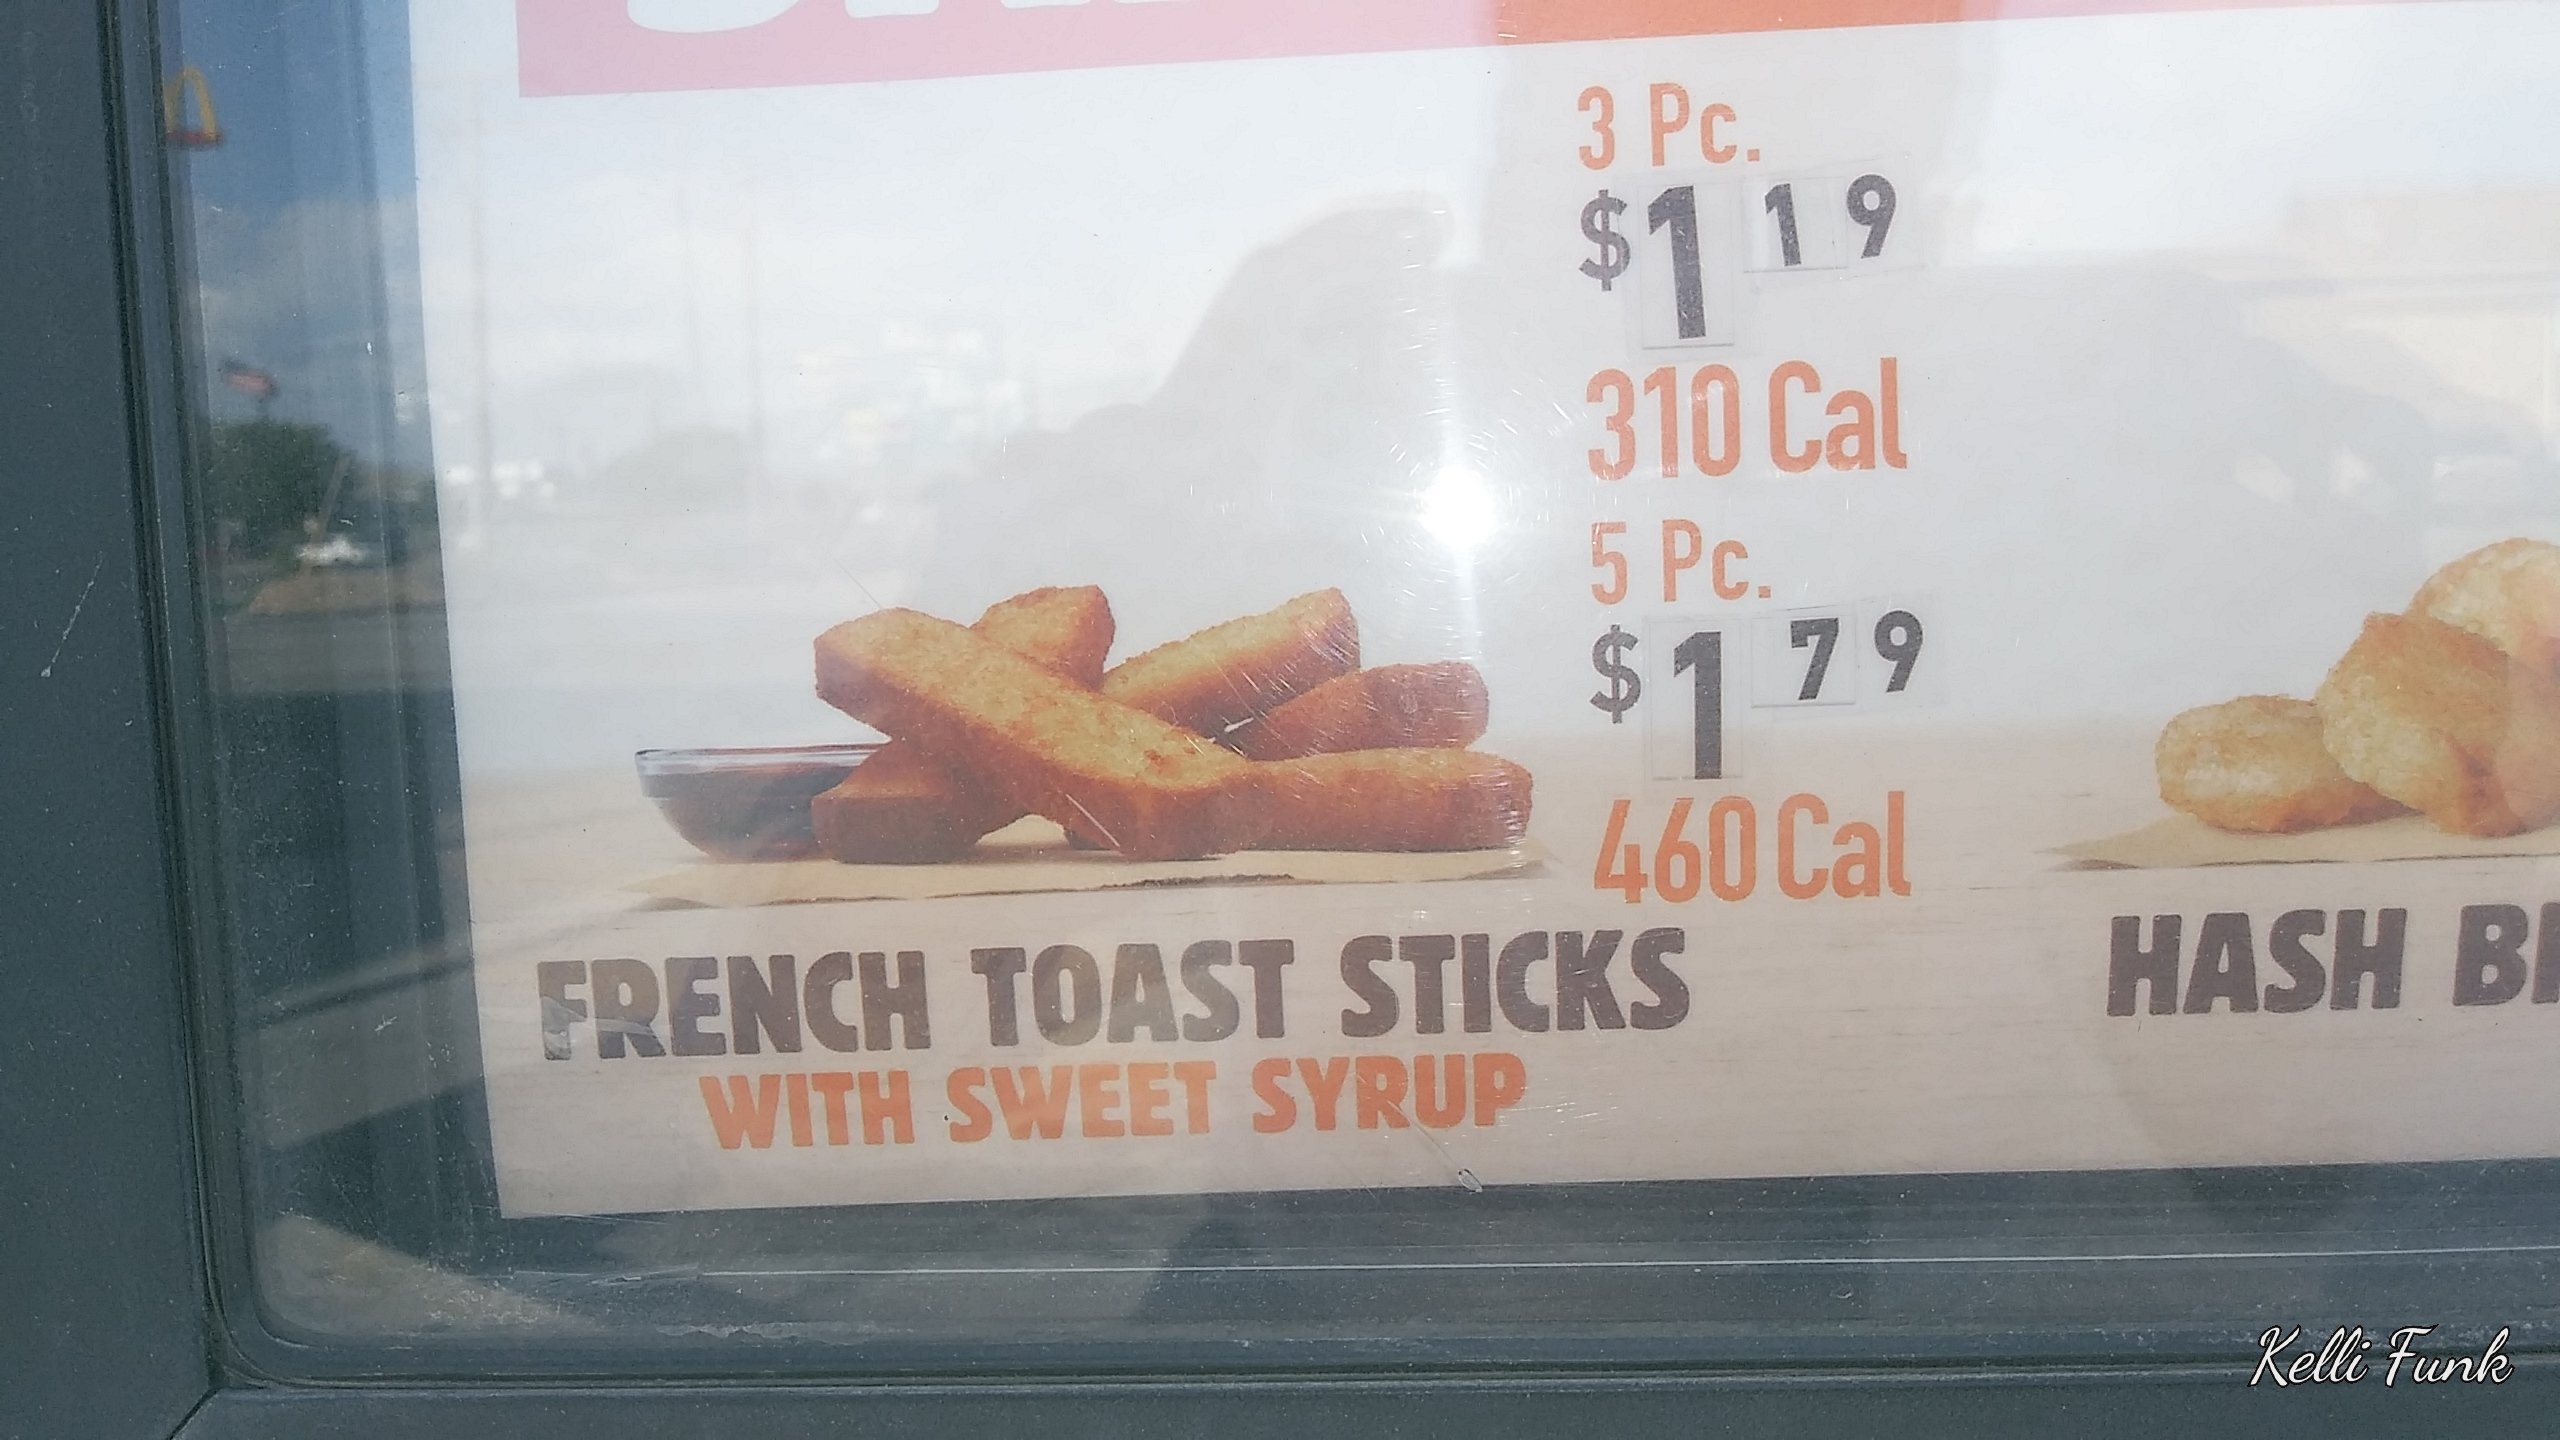 3 Pc.
$1 19
310 Cal
5 Pc.
$1 79
460 Cal
FRENCH TOAST STICKS
WITH SWEET SYRUP
HASH
Kelli Funk